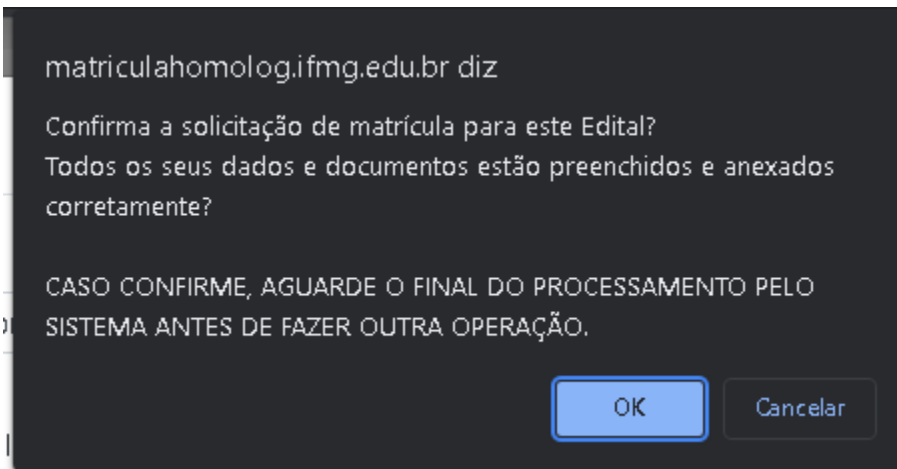 matriculahomolog.ifmg.edu.br diz
Confirma a solicitação de matrícula para este Edital?
Todos os seus dados e documentos estão preenchidos e anexados
corretamente?
CASO CONFIRME, AGUARDE O FINAL DO PROCESSAMENTO PELO
SISTEMA ANTES DE FAZER OUTRA OPERAÇÃO.
OK
Cancelar